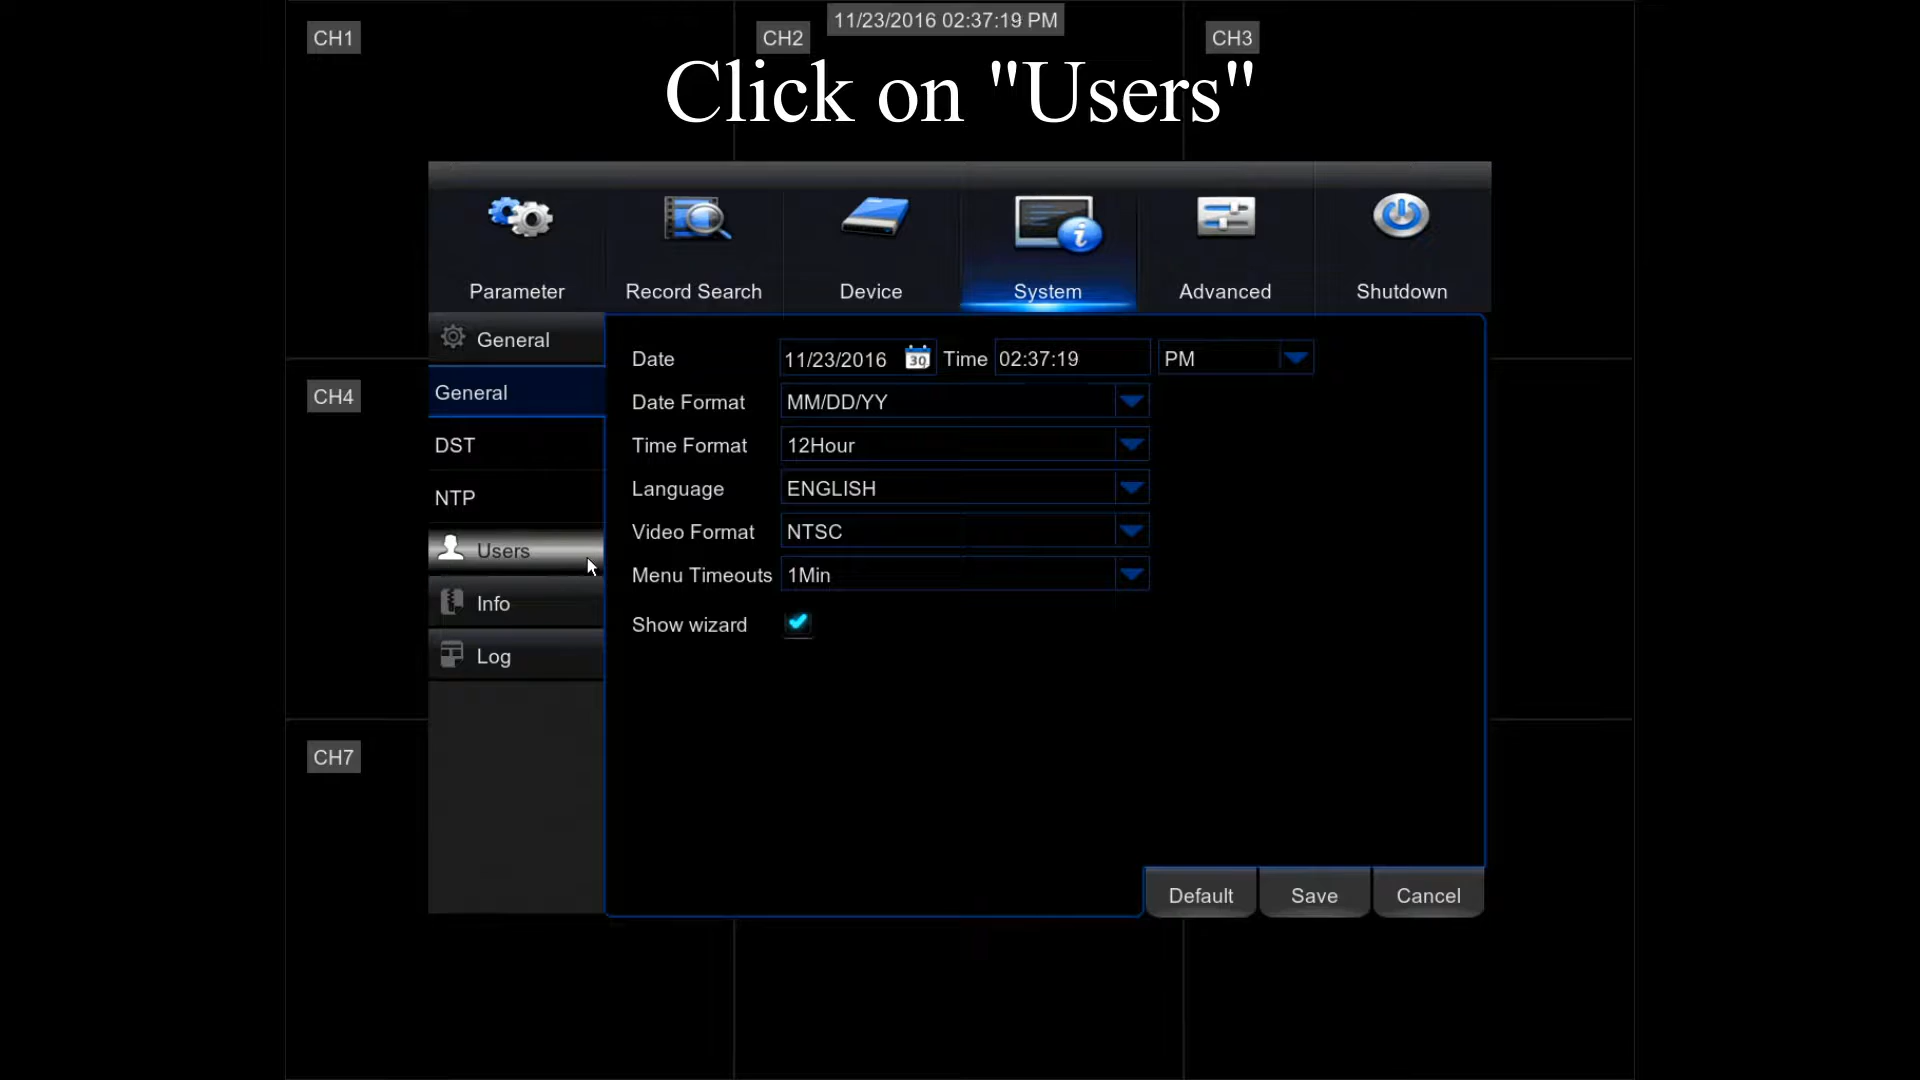 11/23/2016 02:37:19 PM
CH1
CH2
CH3
Click on "Users"
Parameter
Record Search
Device
System
Advanced
Shutdown
General
General
DST
NTP
Users
Info
Log
Date 11/23/2016 30 Time 02:37:19 PM
Date Format MM/DD/YY
Time Format 12Hour
Language ENGLISH
Video Format NTSC
Menu Timeouts 1Min
Show wizard
CH4
CH7
Default
Save
Cancel